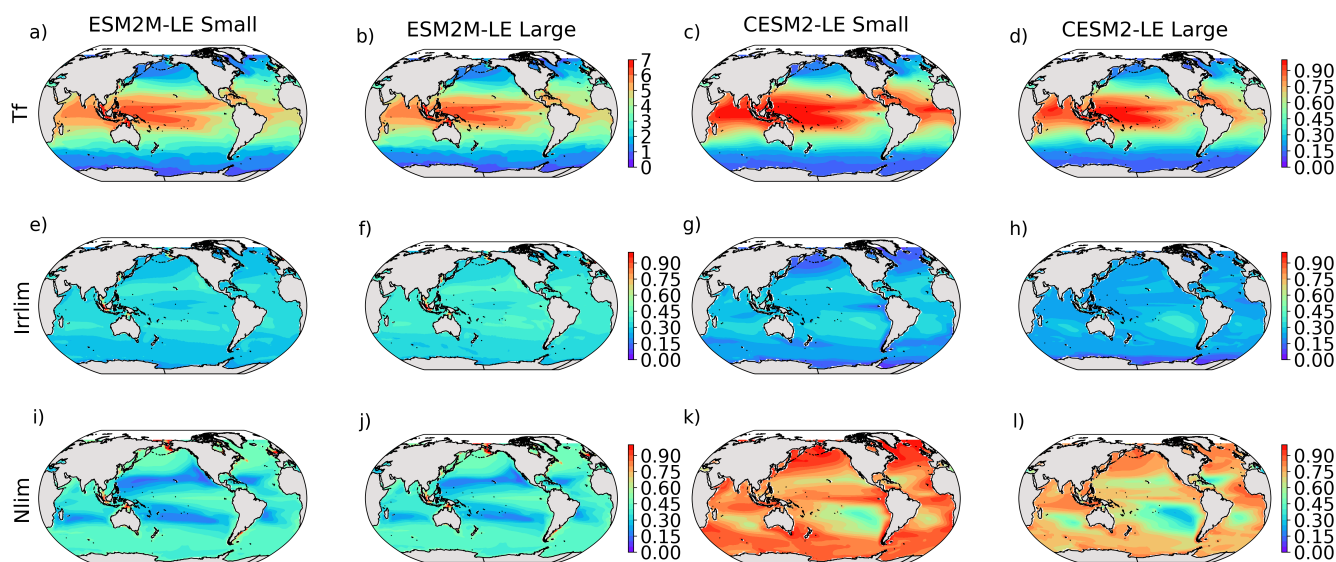 ESM2M-LE Small
ESM2M-LE Large
CESM2-LE Small
CESM2-LE Large
a)
b)
c)
d)
Tf
7
6
5
4
3
2
1
0
0.90
0.75
0.60
0.45
0.30
0.15
0.00
e)
f)
g)
h)
Irrlim
0.90
0.75
0.60
0.45
0.30
0.15
0.00
0.90
0.75
0.60
0.45
0.30
0.15
0.00
i)
j)
k)
l)
Nlim
0.90
0.75
0.60
0.45
0.30
0.15
0.00
0.90
0.75
0.60
0.45
0.30
0.15
0.00